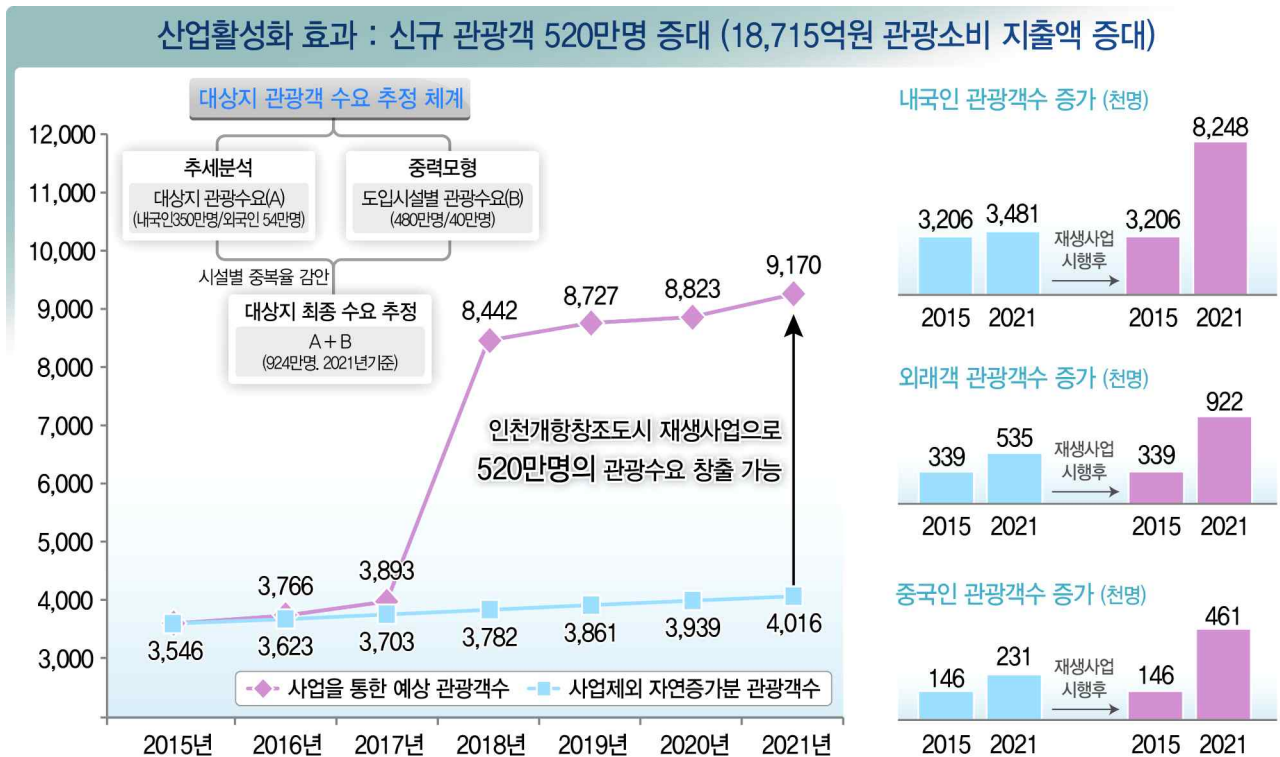 산업활성화 효과 : 신규 관광객 520만명 증대 (18,715억원 관광소비 지출액 증대)
대상지 관광객 수요 추정 체계
추세분석
대상지 관광수요(A)
(내국인350만명/외국인 54만명)
중력모형
도입시설별 관광수요(B)
(480만명/40만명)
시설별 중복율 감안
대상지 최종 수요 추정
A+B
(924만명. 2021년기준)
12,000
11,000
10,000
9,000
8,000
7,000
6,000
5,000
4,000
3,000
3,766
3,893
8,442
8,727
8,823
9,170
인천개항창조도시 재생사업으로
520만명의 관광수요 창출 가능
3,546
3,623
3,703
3,782
3,861
3,939
4,016
사업을 통한 예상 관광객수
사업제외 자연증가분 관광객수
2015년
2016년
2017년
2018년
2019년
2020년
2021년
내국인 관광객수 증가 (천명)
3,206
3,481
재생사업
시행후
3,206
8,248
2015
2021
2015
2021
외래객 관광객수 증가 (천명)
339
535
재생사업
시행후
339
922
2015
2021
2015
2021
중국인 관광객수 증가 (천명)
146
231
재생사업
시행후
146
461
2015
2021
2015
2021